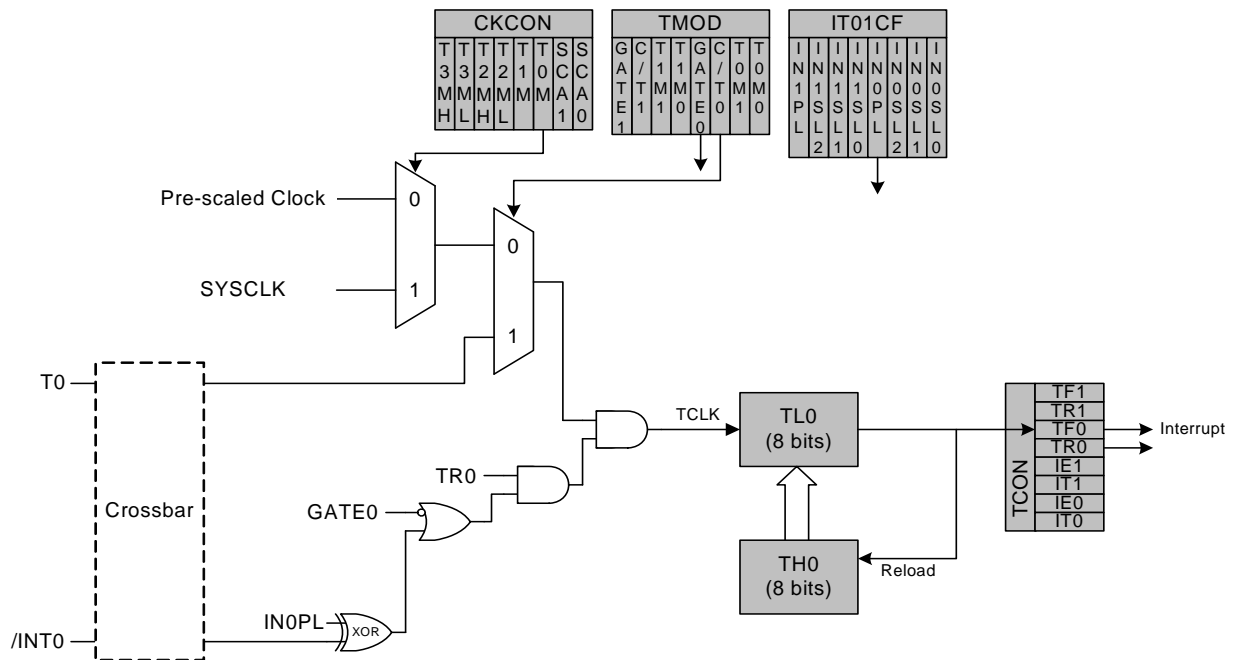 CKCON
T3MH
T3ML
T2MH
T2ML
T1M
T0M
SCA1
SCA0
TMOD
GATE1
C/T1
T1M1
T1M0
GATE0
C/T0
T0M1
T0M0
IT01CF
IN1PL
IN1SL2
IN1SL1
IN1SL0
IN0PL
IN0SL2
IN0SL1
IN0SL0
Pre-scaled Clock
0
SYSCLK
1
0
1
T0
Crossbar
/INT0
TR0
GATE0
IN0PL
XOR
TCLK
TL0
(8 bits)
TH0
(8 bits)
Reload
TCON
TF1
TR1
TF0
TR0
IE1
IT1
IE0
IT0
Interrupt